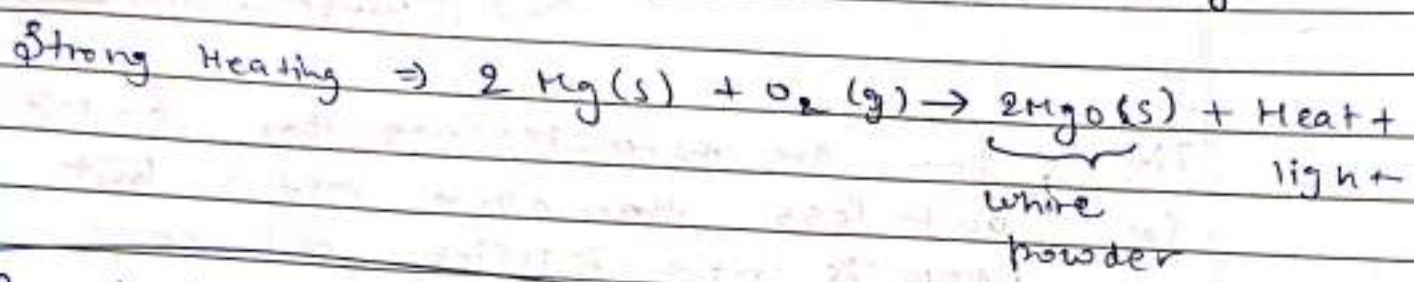 Strong Heating ⇒ 2 Mg(s) + O₂ (g) → 2MgO(s) + Heat +
light
white
powder